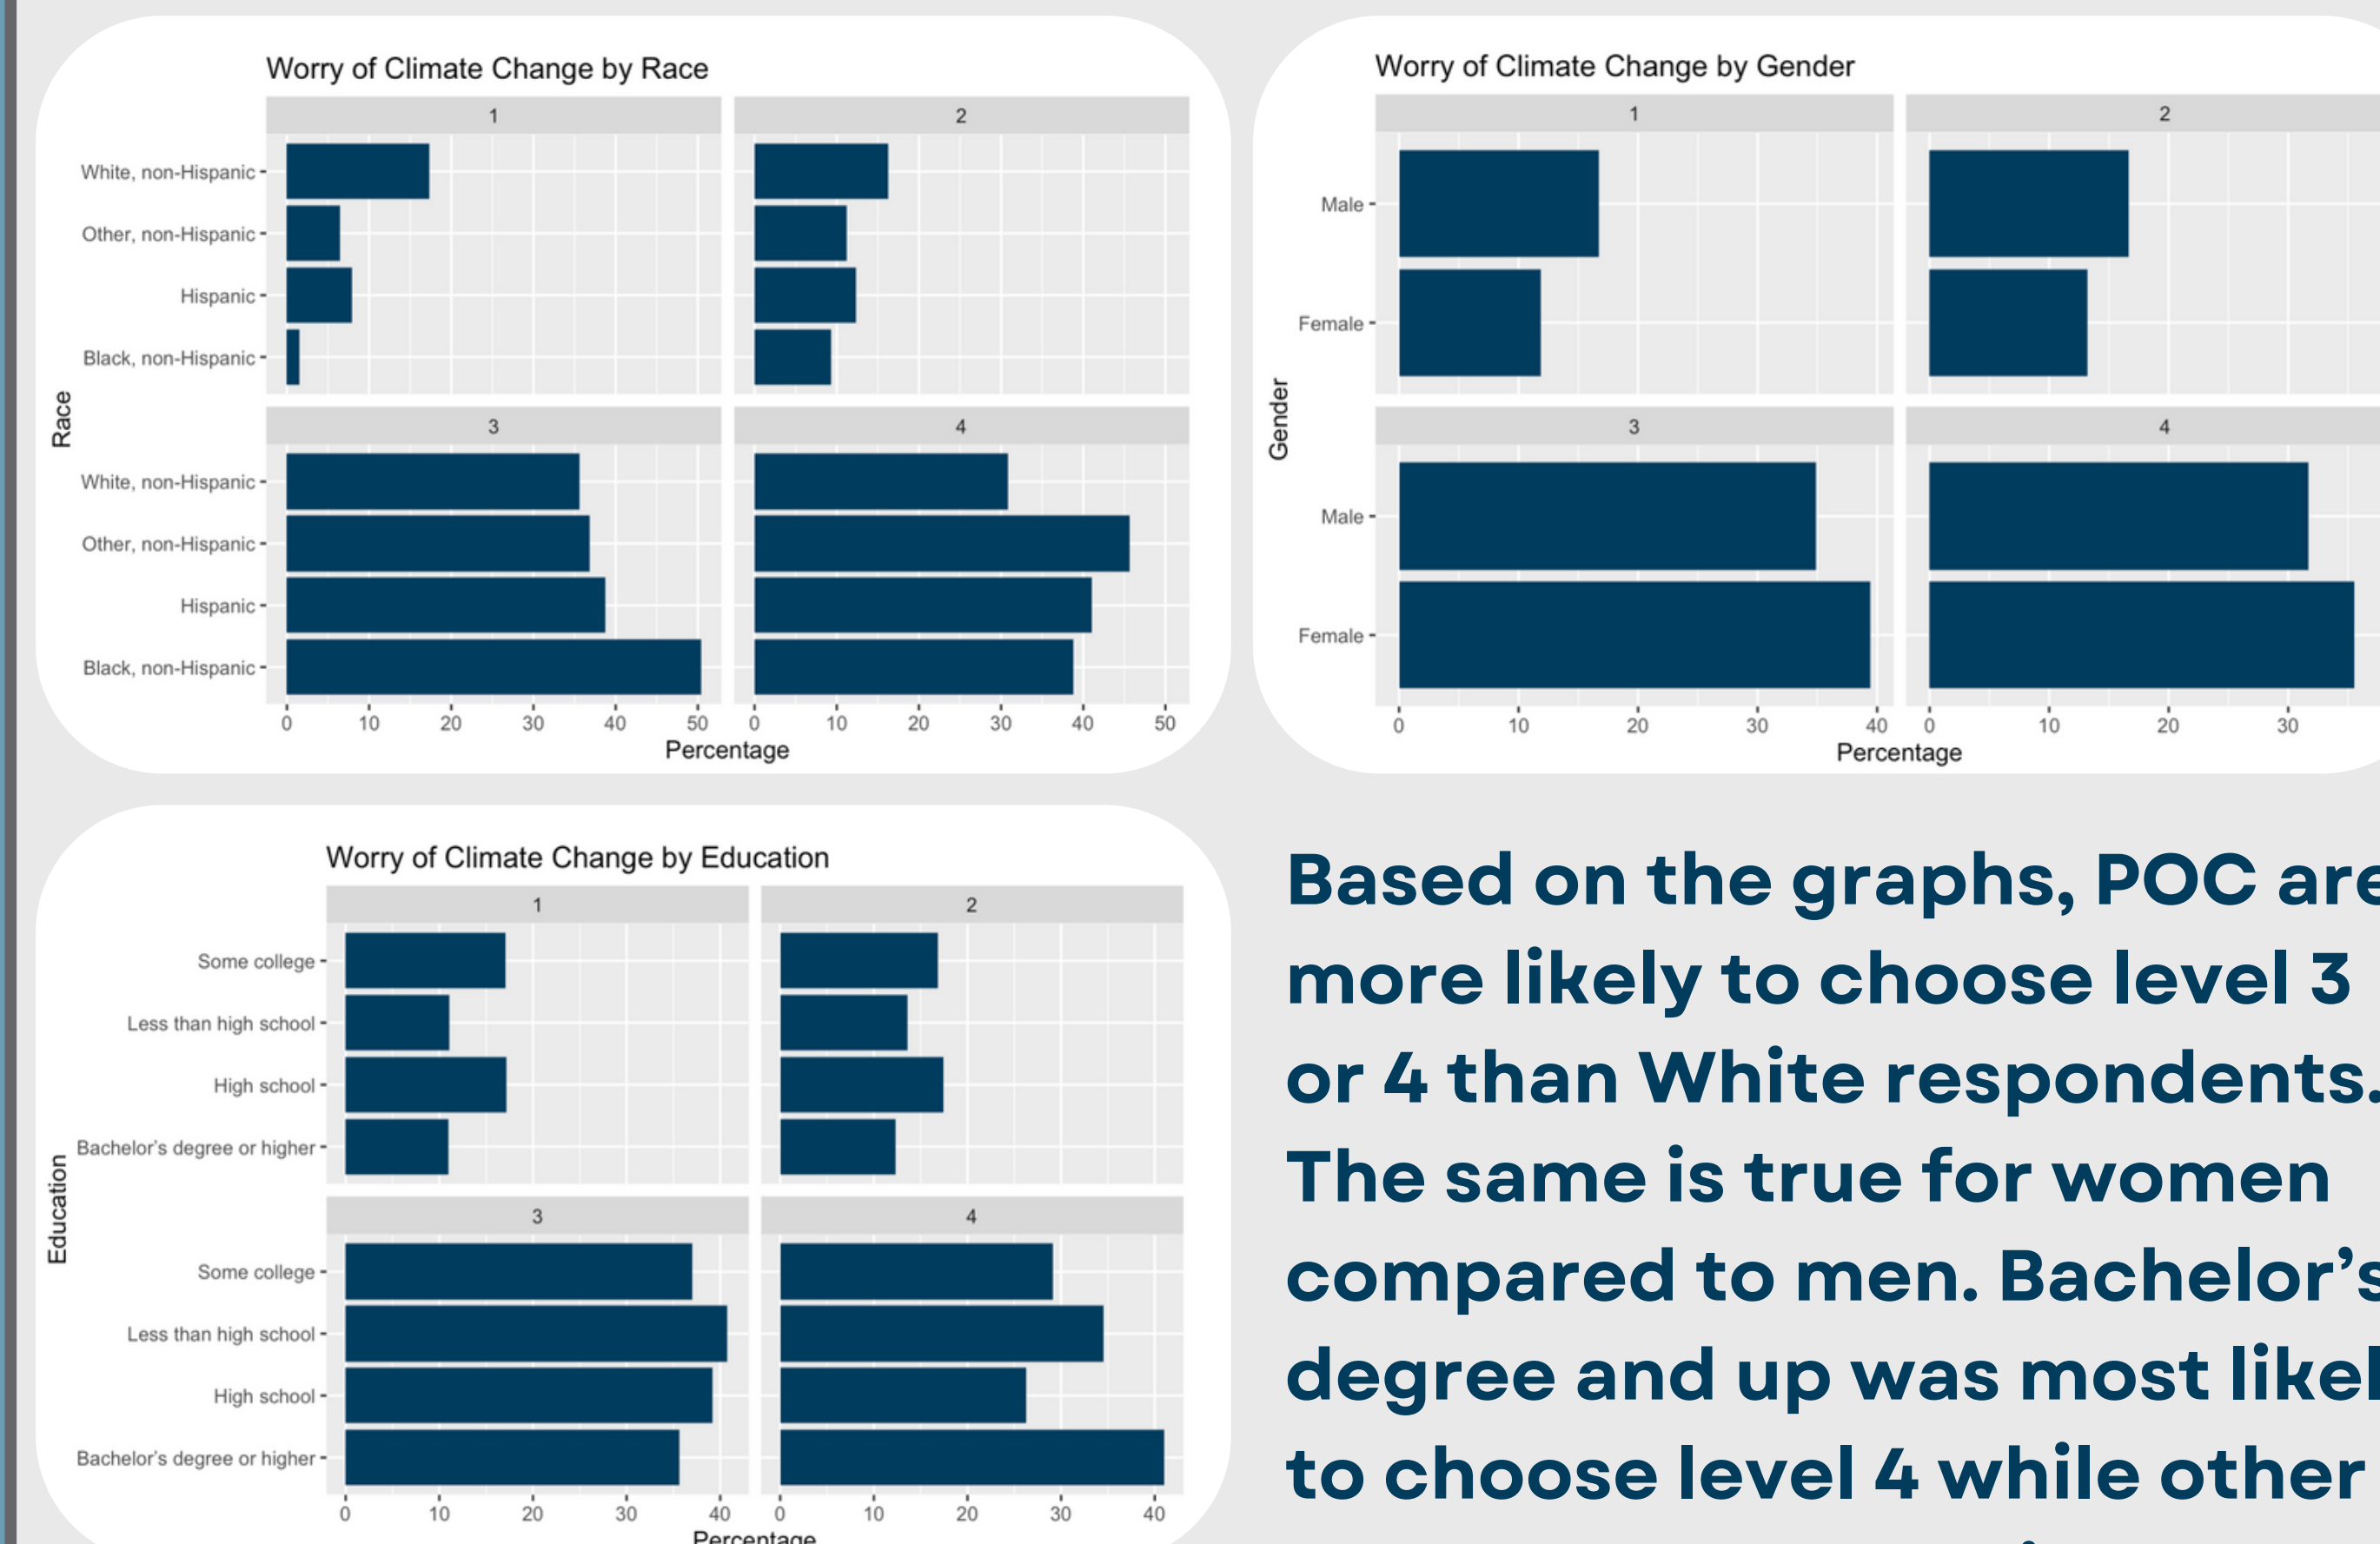 Worry of Climate Change by Race
1
2
White, non-Hispanic
Other, non-Hispanic
Hispanic
Black, non-Hispanic
3
4
White, non-Hispanic
Other, non-Hispanic
Hispanic
Black, non-Hispanic
Race
0 10 20 30 40 50
0 10 20 30 40 50
Percentage
Worry of Climate Change by Gender
1
2
Male
Female
3
4
Male
Female
Gender
0 10 20 30 40
0 10 20 30
Percentage
Worry of Climate Change by Education
1
2
Some college
Less than high school
High school
Bachelor's degree or higher
3
4
Some college
Less than high school
High school
Bachelor's degree or higher
Education
0 10 20 30 40
0 10 20 30 40
Percentage
Based on the graphs, POC are
more likely to choose level 3
or 4 than White respondents.
The same is true for women
compared to men. Bachelor's
degree and up was most likel
to choose level 4 while other